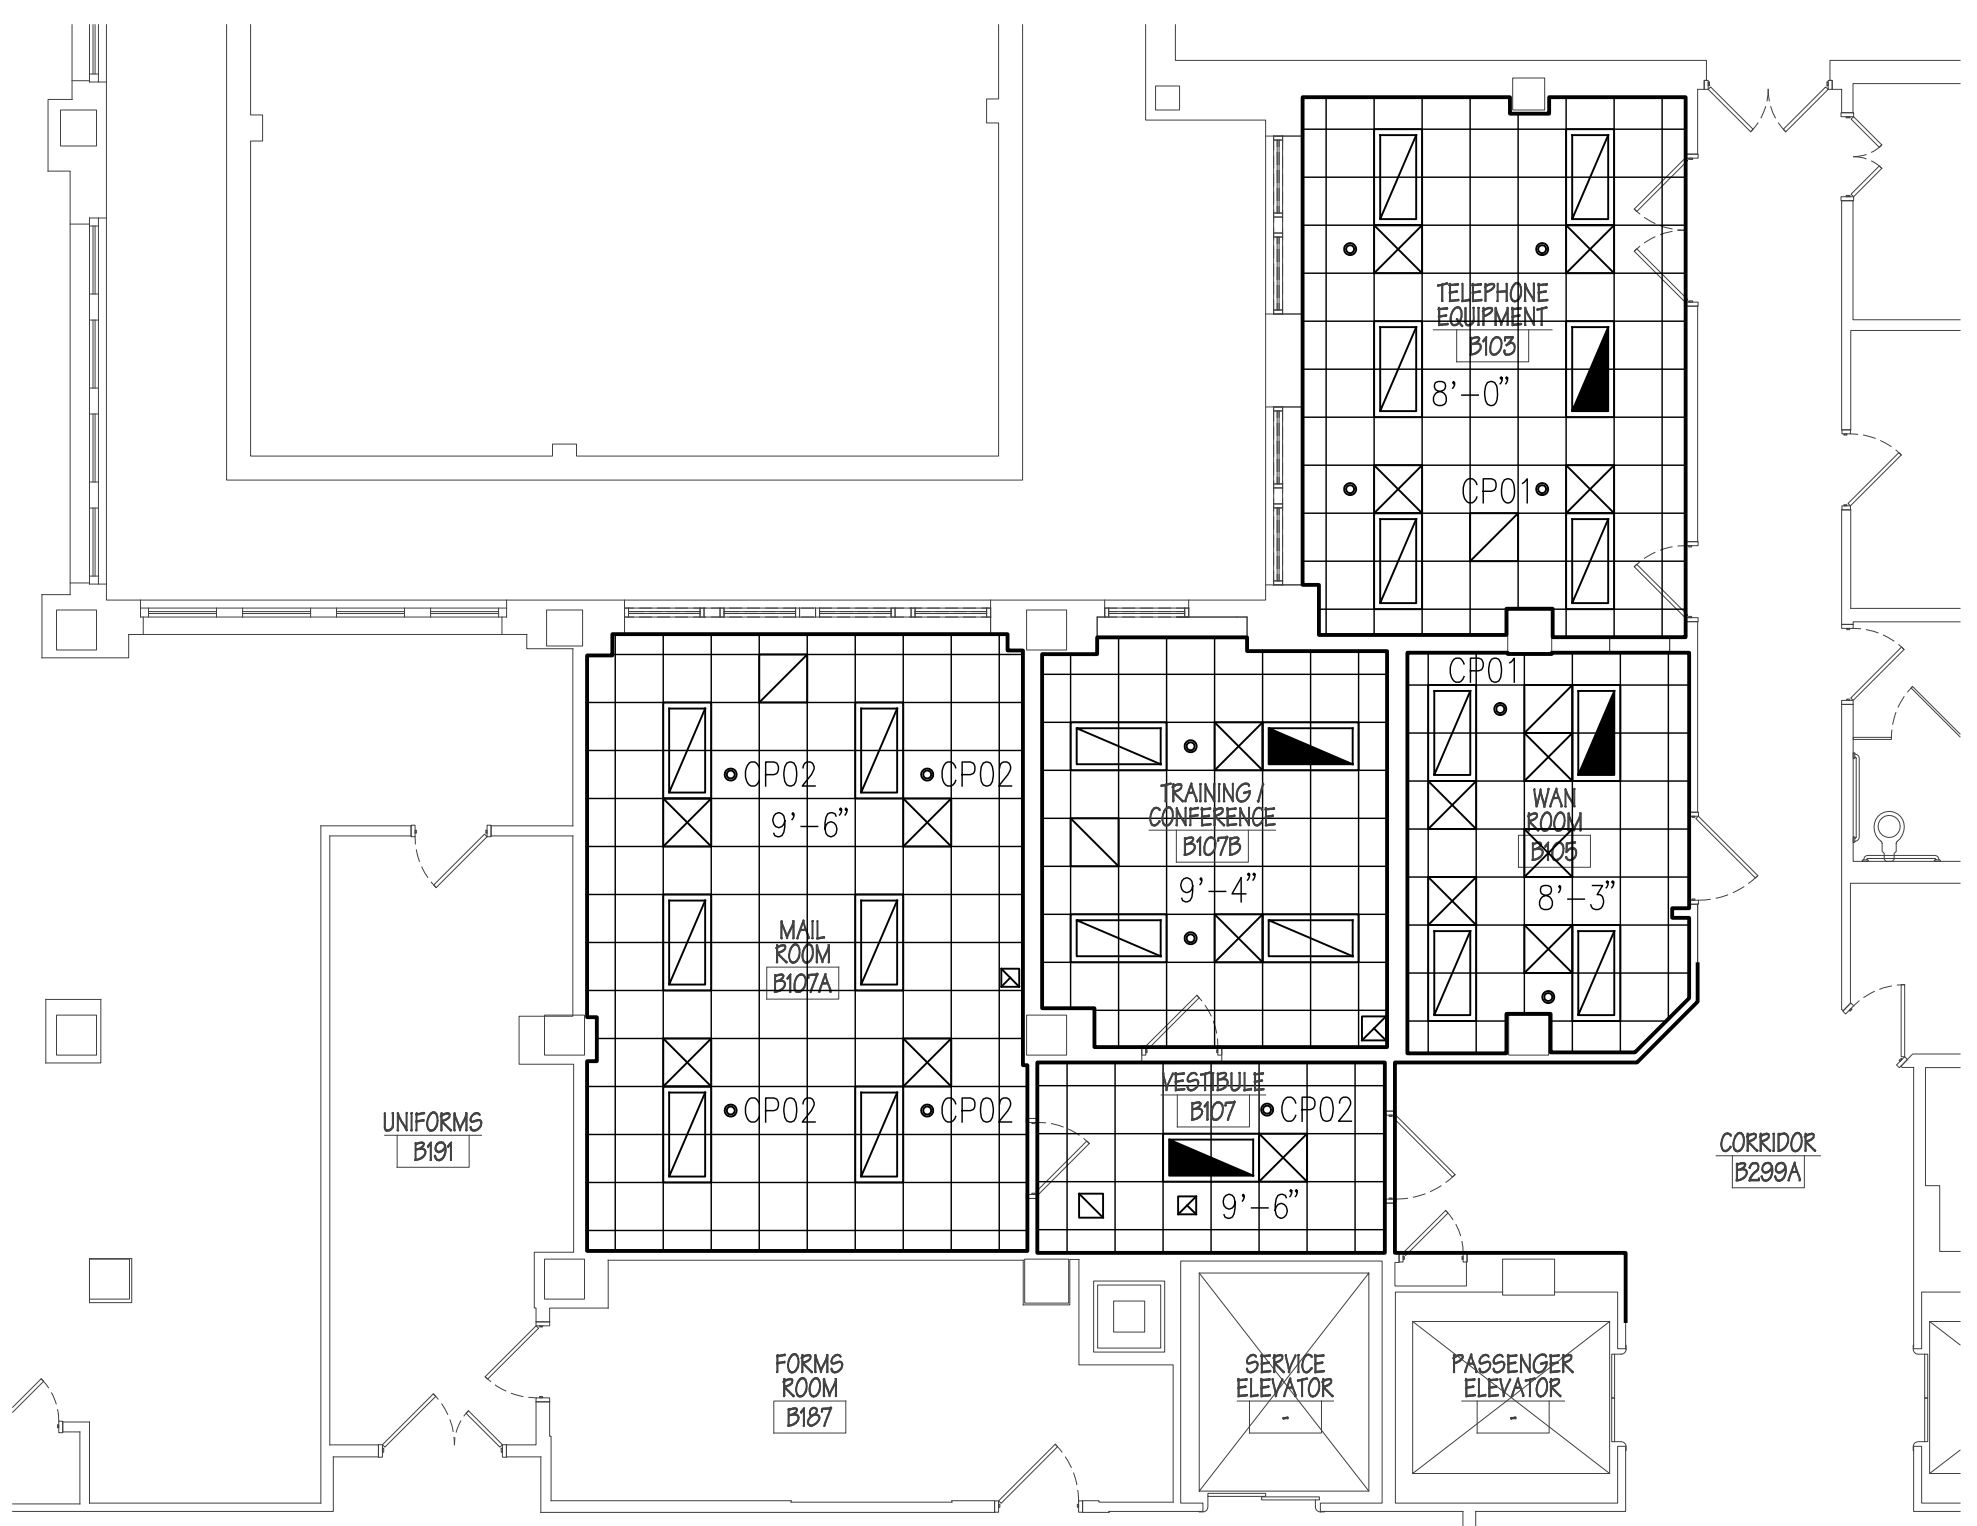 TELEPHONE
EQUIPMENT
B103
8'-0"
CP01
CP01
CP02
CP02
9'-6"
TRAINING /
CONFERENCE
B107B
9'-4"
WAN
ROOM
B105
8'-3"
MAIL
ROOM
B107A
VESTIBULE
B107
CP02
CP02
CP02
9'-6"
UNIFORMS
B191
CORRIDOR
B299A
FORMS
ROOM
B187
SERVICE
ELEVATOR
-
PASSENGER
ELEVATOR
-